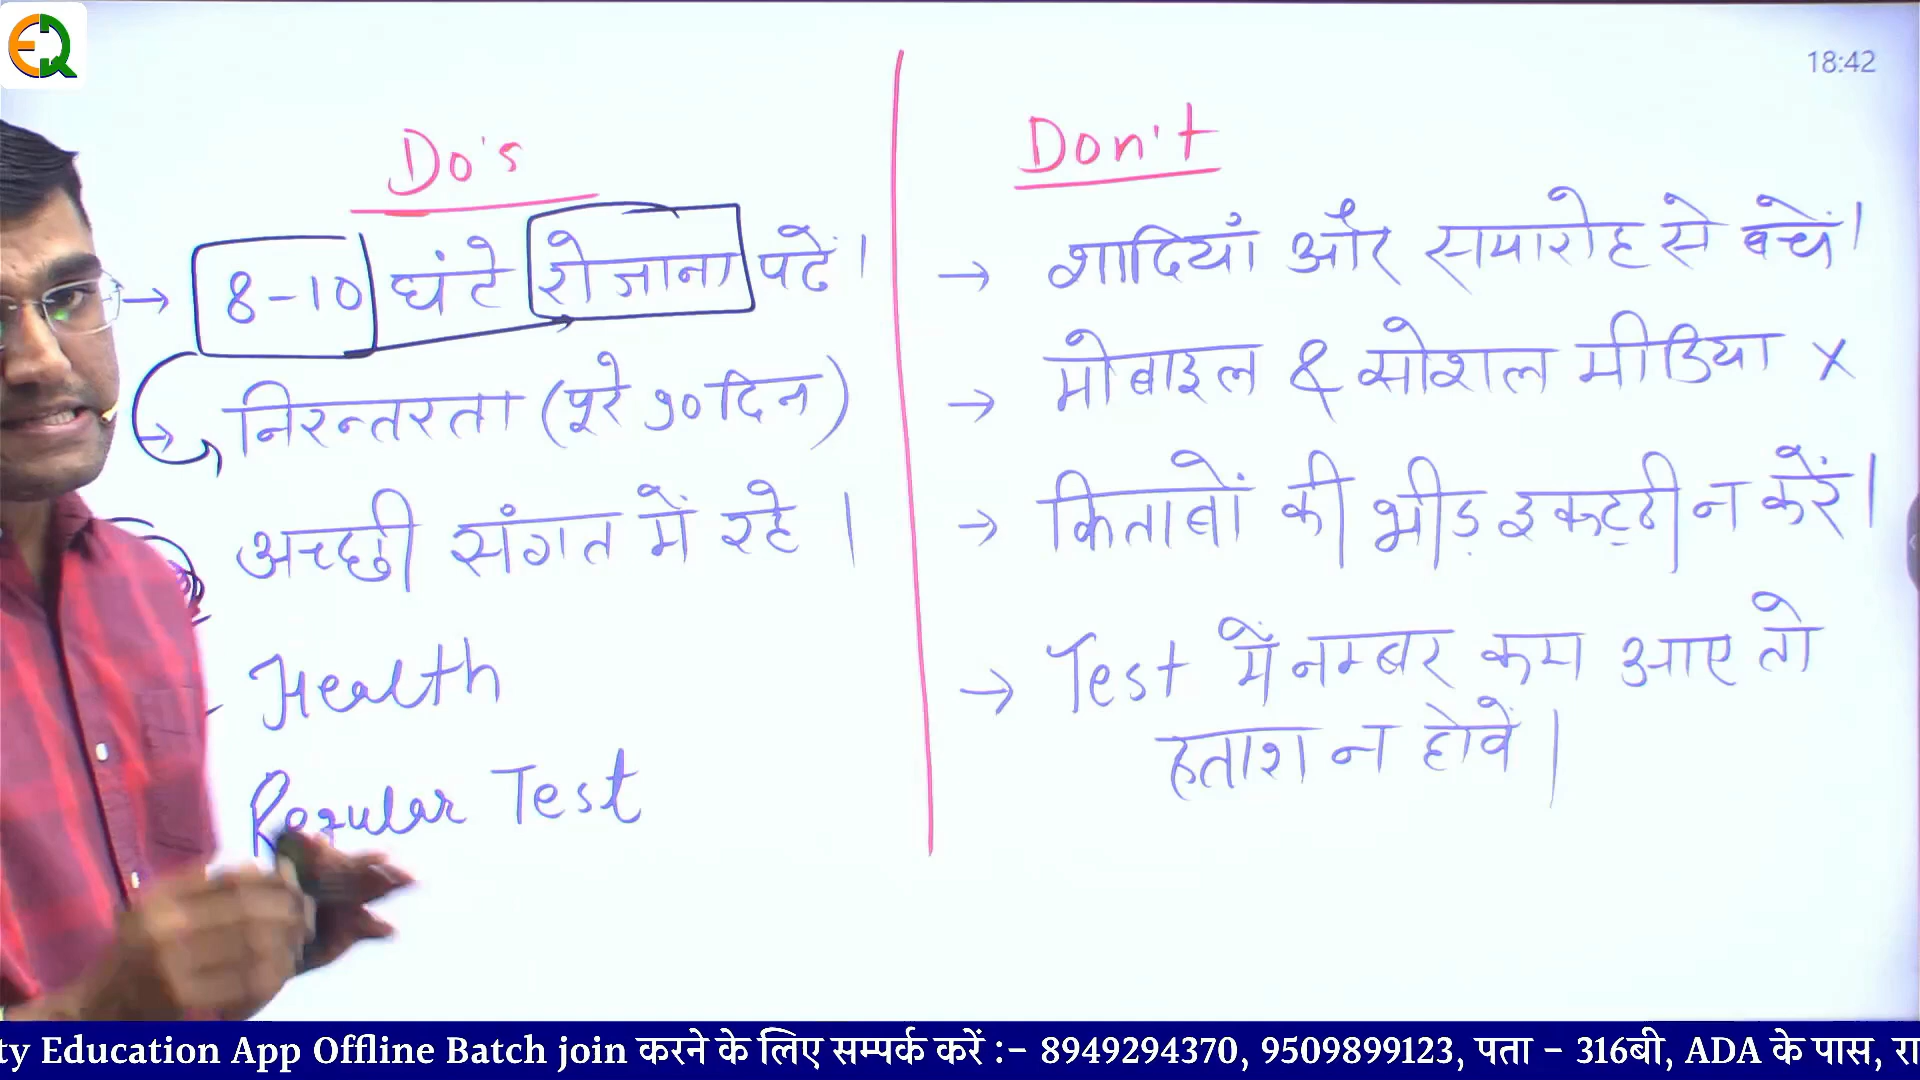 EQ
18:42
Do's
→ 8-10 घंटे रोजाना पढें।
→ निरन्तरता (पूरे 90 दिन)
अच्छी संगत में रहे।
Health
Regular Test
Don't
→ शादियाँ और समारोह से बचें।
→ मोबाइल & सोशल मीडिया ×
→ किताबों की भीड़ इकट्ठी न करें।
→ Test में नम्बर कम आए तो
हताश न होवें।
ty Education App Offline Batch join करने के लिए सम्पर्क करें :- 8949294370, 9509899123, पता - 316बी, ADA के पास, रा